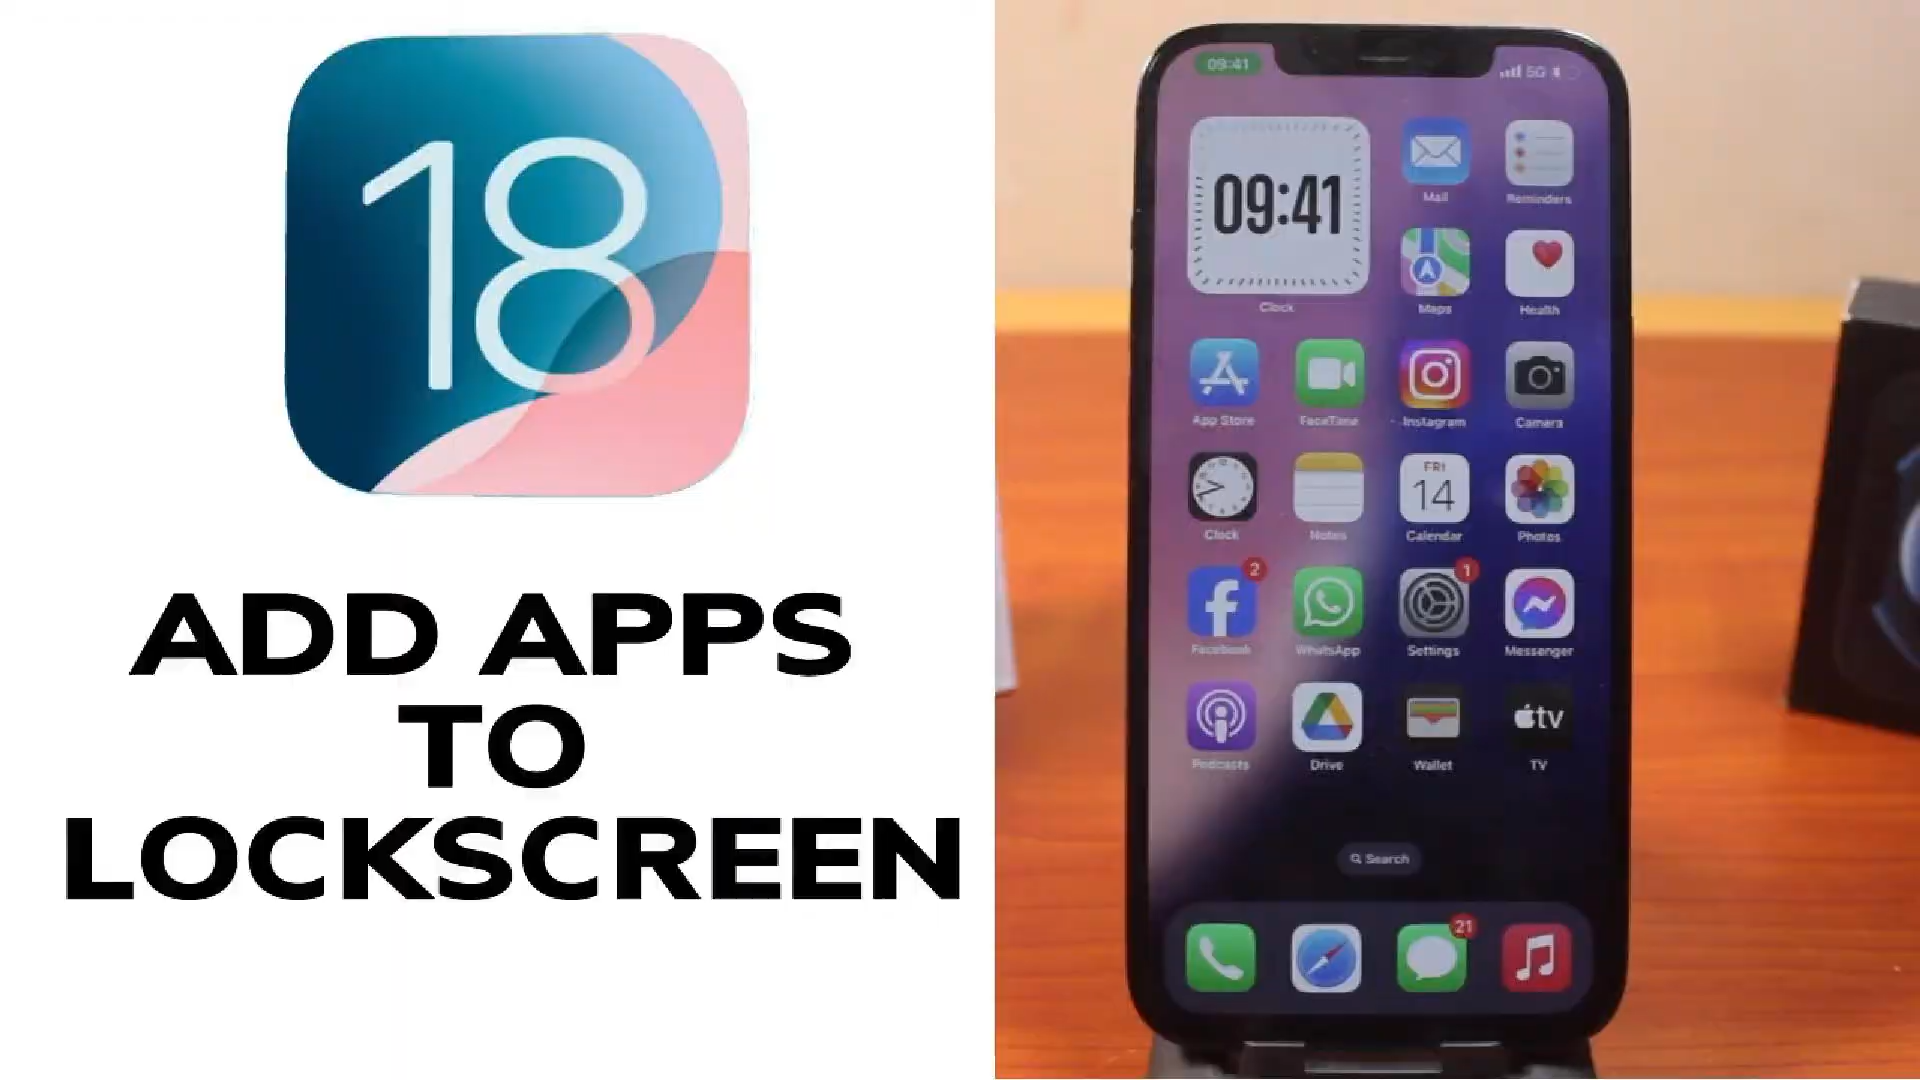 18
ADD APPS
TO
LOCKSCREEN
09:41
5G
09:41
Clock
Mail
Reminders
Maps
Health
App Store
FaceTime
Instagram
Camera
Clock
Notes
FRI
14
Calendar
Photos
2
Facebook
WhatsApp
1
Settings
Messenger
Podcasts
Drive
Wallet
tv
TV
Search
21